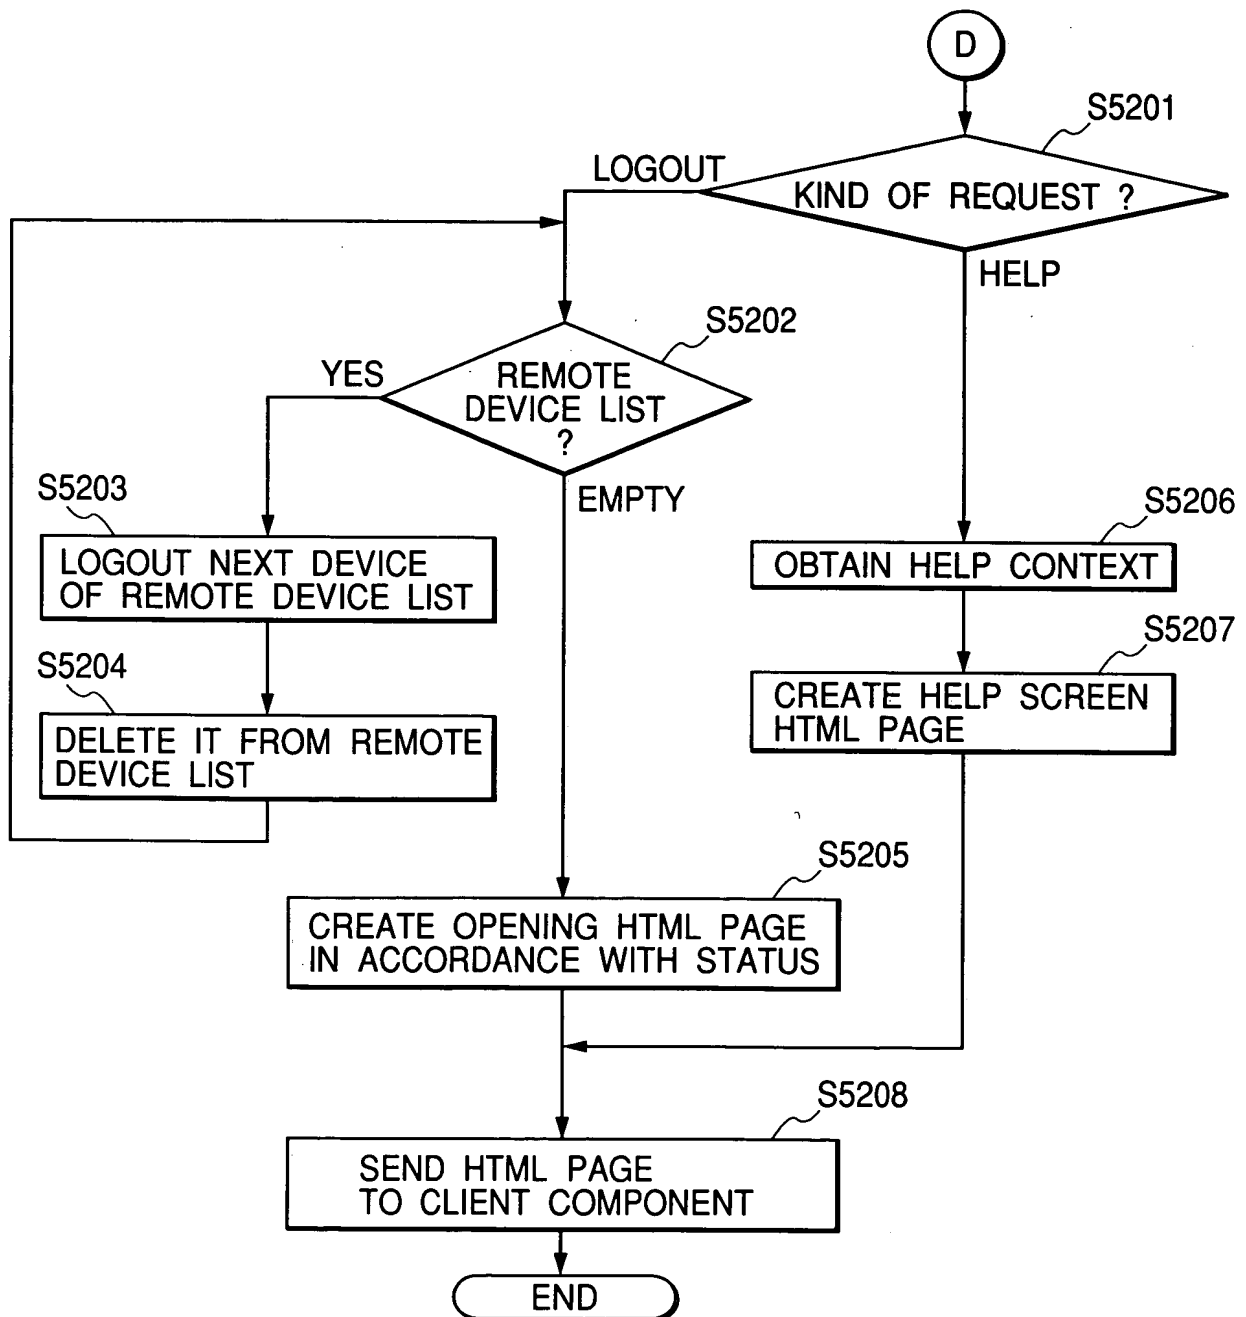 D
S5201
LOGOUT
KIND OF REQUEST ?
HELP
S5202
YES
REMOTE
DEVICE LIST
?
EMPTY
S5203
LOGOUT NEXT DEVICE
OF REMOTE DEVICE LIST
S5206
OBTAIN HELP CONTEXT
S5207
CREATE HELP SCREEN
HTML PAGE
S5204
DELETE IT FROM REMOTE
DEVICE LIST
S5205
CREATE OPENING HTML PAGE
IN ACCORDANCE WITH STATUS
S5208
SEND HTML PAGE
TO CLIENT COMPONENT
END